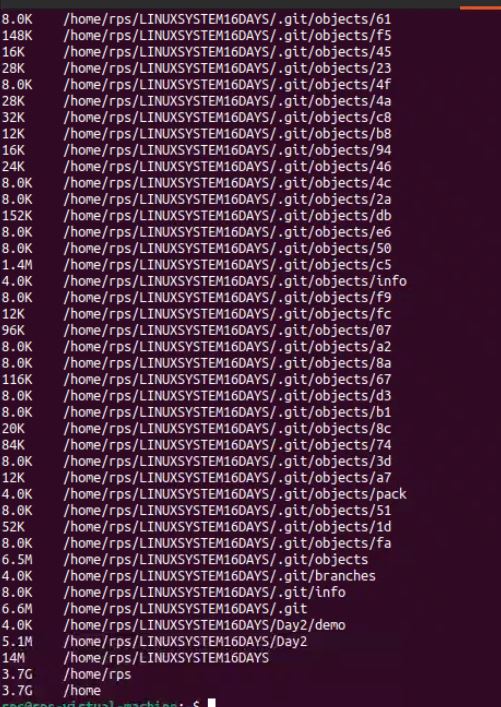 8.0K /home/rps/LINUXSYSTEM16DAYS/.git/objects/61
148K /home/rps/LINUXSYSTEM16DAYS/.git/objects/f5
16K /home/rps/LINUXSYSTEM16DAYS/.git/objects/45
28K /home/rps/LINUXSYSTEM16DAYS/.git/objects/23
8.0K /home/rps/LINUXSYSTEM16DAYS/.git/objects/4f
28K /home/rps/LINUXSYSTEM16DAYS/.git/objects/4a
32K /home/rps/LINUXSYSTEM16DAYS/.git/objects/c8
12K /home/rps/LINUXSYSTEM16DAYS/.git/objects/b8
16K /home/rps/LINUXSYSTEM16DAYS/.git/objects/94
24K /home/rps/LINUXSYSTEM16DAYS/.git/objects/46
8.0K /home/rps/LINUXSYSTEM16DAYS/.git/objects/4c
8.0K /home/rps/LINUXSYSTEM16DAYS/.git/objects/2a
152K /home/rps/LINUXSYSTEM16DAYS/.git/objects/db
8.0K /home/rps/LINUXSYSTEM16DAYS/.git/objects/e6
8.0K /home/rps/LINUXSYSTEM16DAYS/.git/objects/50
1.4M /home/rps/LINUXSYSTEM16DAYS/.git/objects/c5
4.0K /home/rps/LINUXSYSTEM16DAYS/.git/objects/info
8.0K /home/rps/LINUXSYSTEM16DAYS/.git/objects/f9
12K /home/rps/LINUXSYSTEM16DAYS/.git/objects/fc
96K /home/rps/LINUXSYSTEM16DAYS/.git/objects/07
8.0K /home/rps/LINUXSYSTEM16DAYS/.git/objects/a2
8.0K /home/rps/LINUXSYSTEM16DAYS/.git/objects/8a
116K /home/rps/LINUXSYSTEM16DAYS/.git/objects/67
8.0K /home/rps/LINUXSYSTEM16DAYS/.git/objects/d3
8.0K /home/rps/LINUXSYSTEM16DAYS/.git/objects/b1
20K /home/rps/LINUXSYSTEM16DAYS/.git/objects/8c
84K /home/rps/LINUXSYSTEM16DAYS/.git/objects/74
8.0K /home/rps/LINUXSYSTEM16DAYS/.git/objects/3d
12K /home/rps/LINUXSYSTEM16DAYS/.git/objects/a7
4.0K /home/rps/LINUXSYSTEM16DAYS/.git/objects/pack
8.0K /home/rps/LINUXSYSTEM16DAYS/.git/objects/51
52K /home/rps/LINUXSYSTEM16DAYS/.git/objects/1d
8.0K /home/rps/LINUXSYSTEM16DAYS/.git/objects/fa
6.5M /home/rps/LINUXSYSTEM16DAYS/.git/objects
4.0K /home/rps/LINUXSYSTEM16DAYS/.git/branches
8.0K /home/rps/LINUXSYSTEM16DAYS/.git/info
6.6M /home/rps/LINUXSYSTEM16DAYS/.git
4.0K /home/rps/LINUXSYSTEM16DAYS/Day2/demo
5.1M /home/rps/LINUXSYSTEM16DAYS/Day2
14M /home/rps/LINUXSYSTEM16DAYS
3.7G /home/rps
3.7G /home
rps@rps-virtual-machine:~$